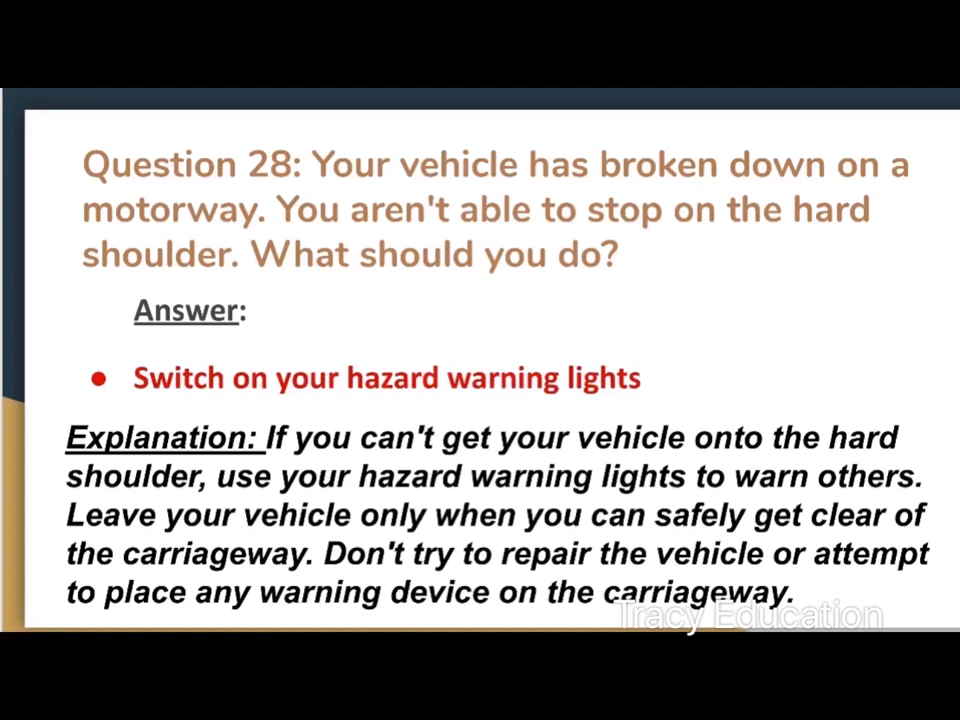 Question 28: Your vehicle has broken down on a
motorway. You aren't able to stop on the hard
shoulder. What should you do?
Answer:
● Switch on your hazard warning lights
Explanation: If you can't get your vehicle onto the hard
shoulder, use your hazard warning lights to warn others.
Leave your vehicle only when you can safely get clear of
the carriageway. Don't try to repair the vehicle or attempt
to place any warning device on the carriageway.
Tracy Education